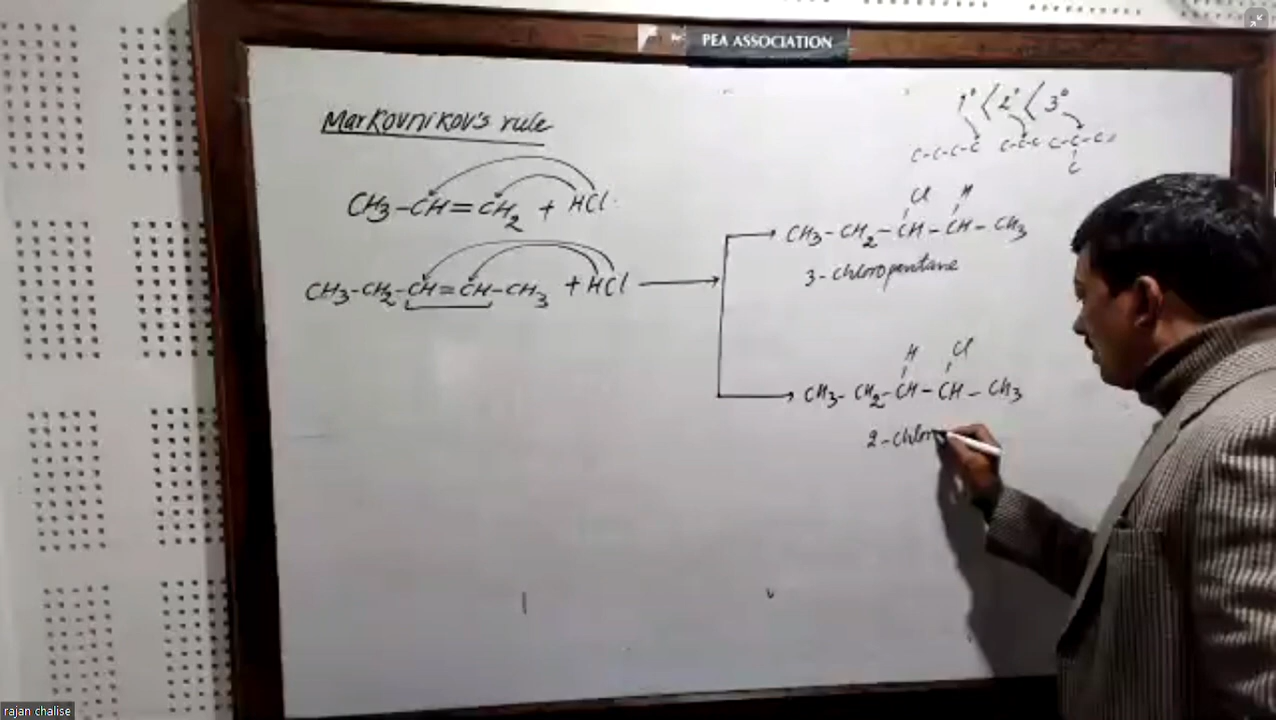 PEA ASSOCIATION
Markovnikov's rule
1° < 2° < 3°
C-C-C-C C-C-C C-C-C
C
CH3-CH=CH2 + HCl
CH3-CH2-CH=CH-CH3 + HCl
Cl H
CH3-CH2-CH-CH-CH3
3-chloropentane
H Cl
CH3-CH2-CH-CH-CH3
2-chlor
rajan chalise